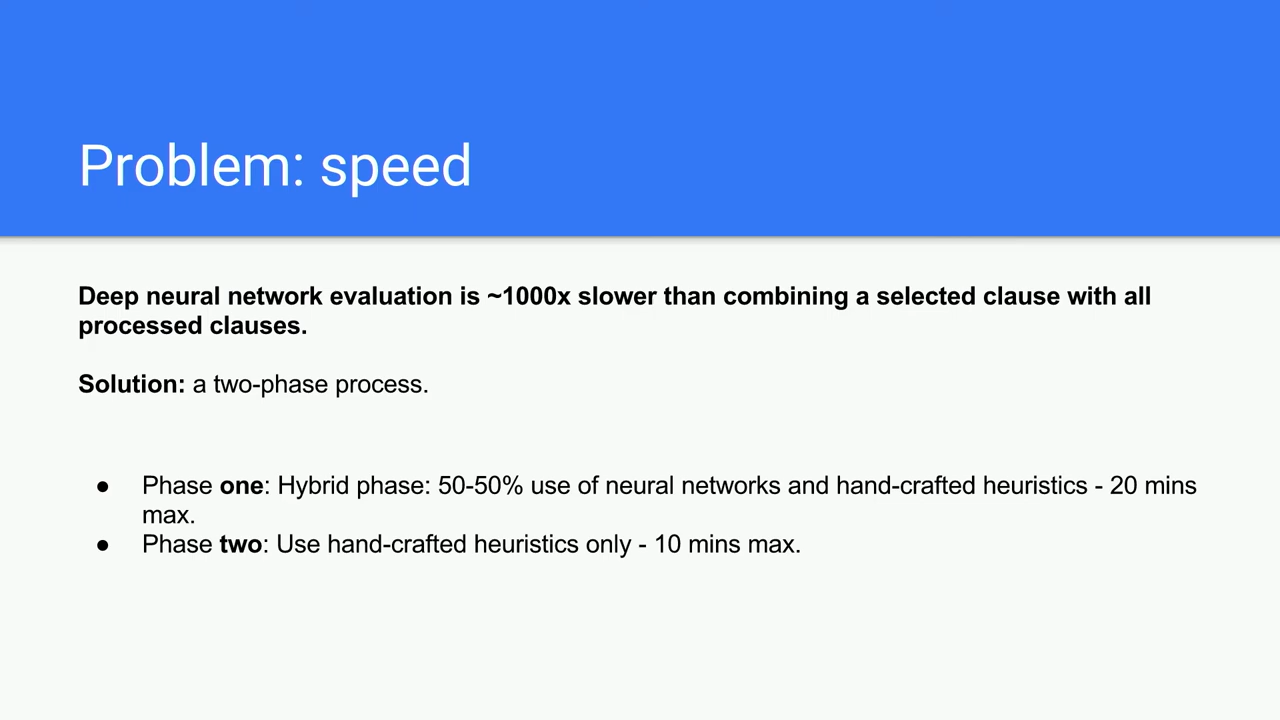 Problem: speed
Deep neural network evaluation is ~1000x slower than combining a selected clause with all
processed clauses.
Solution: a two-phase process.
● Phase one: Hybrid phase: 50-50% use of neural networks and hand-crafted heuristics - 20 mins
max.
● Phase two: Use hand-crafted heuristics only - 10 mins max.